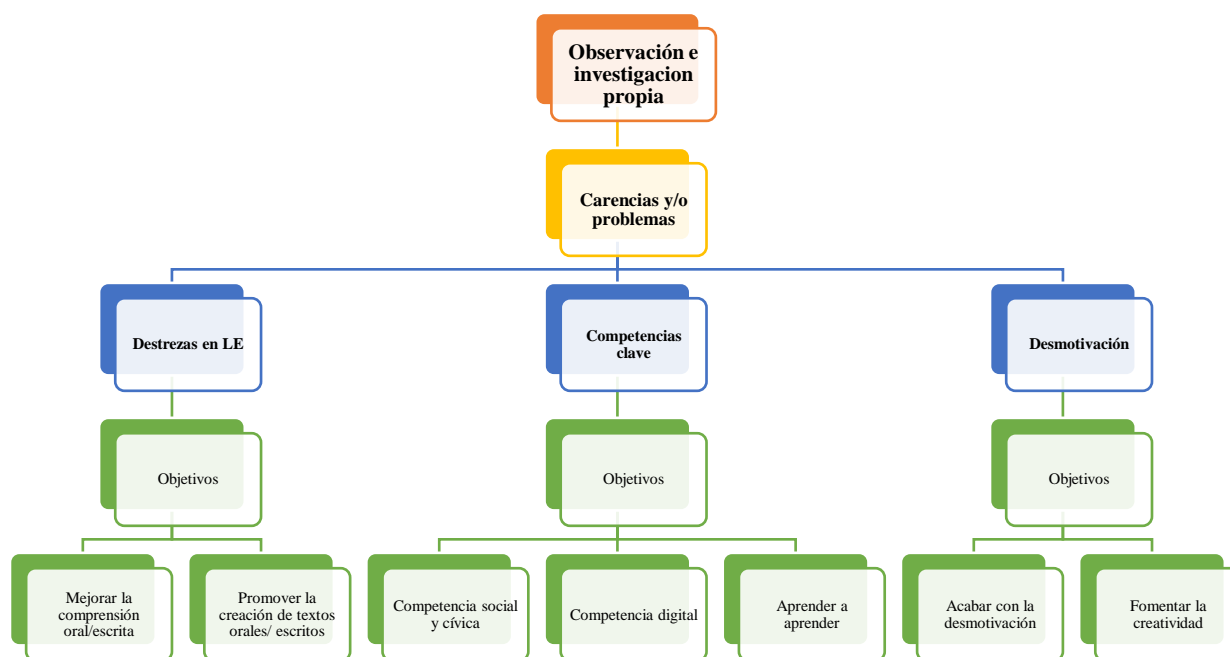 Observación e
investigacion
propia
Carencias y/o
problemas
Destrezas en LE
Competencias
clave
Desmotivación
Objetivos
Objetivos
Objetivos
Mejorar la
comprensión
oral/escrita
Promover la
creación de textos
orales/ escritos
Competencia social
y cívica
Competencia digital
Aprender a
aprender
Acabar con la
desmotivación
Fomentar la
creatividad